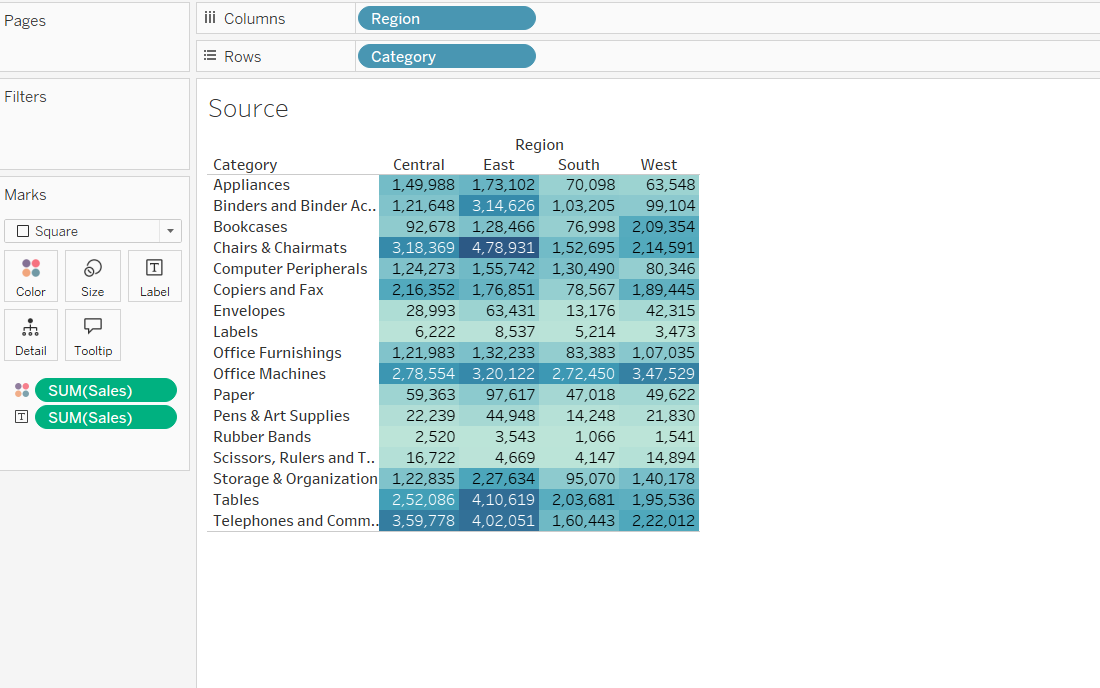 Pages
Columns Region
Rows Category
Filters
Source
Region
Category Central East South West
Appliances 1,49,988 1,73,102 70,098 63,548
Marks
Binders and Binder Ac.. 1,21,648 3,14,626 1,03,205 99,104
Bookcases 92,678 1,28,466 76,998 2,09,354
Square
Chairs & Chairmats 3,18,369 4,78,931 1,52,695 2,14,591
Computer Peripherals 1,24,273 1,55,742 1,30,490 80,346
Copiers and Fax 2,16,352 1,76,851 78,567 1,89,445
Color Size Label
Envelopes 28,993 63,431 13,176 42,315
Labels 6,222 8,537 5,214 3,473
Office Furnishings 1,21,983 1,32,233 83,383 1,07,035
Detail Tooltip
Office Machines 2,78,554 3,20,122 2,72,450 3,47,529
SUM(Sales)
Paper 59,363 97,617 47,018 49,622
SUM(Sales)
Pens & Art Supplies 22,239 44,948 14,248 21,830
Rubber Bands 2,520 3,543 1,066 1,541
Scissors, Rulers and T.. 16,722 4,669 4,147 14,894
Storage & Organization 1,22,835 2,27,634 95,070 1,40,178
Tables 2,52,086 4,10,619 2,03,681 1,95,536
Telephones and Comm.. 3,59,778 4,02,051 1,60,443 2,22,012